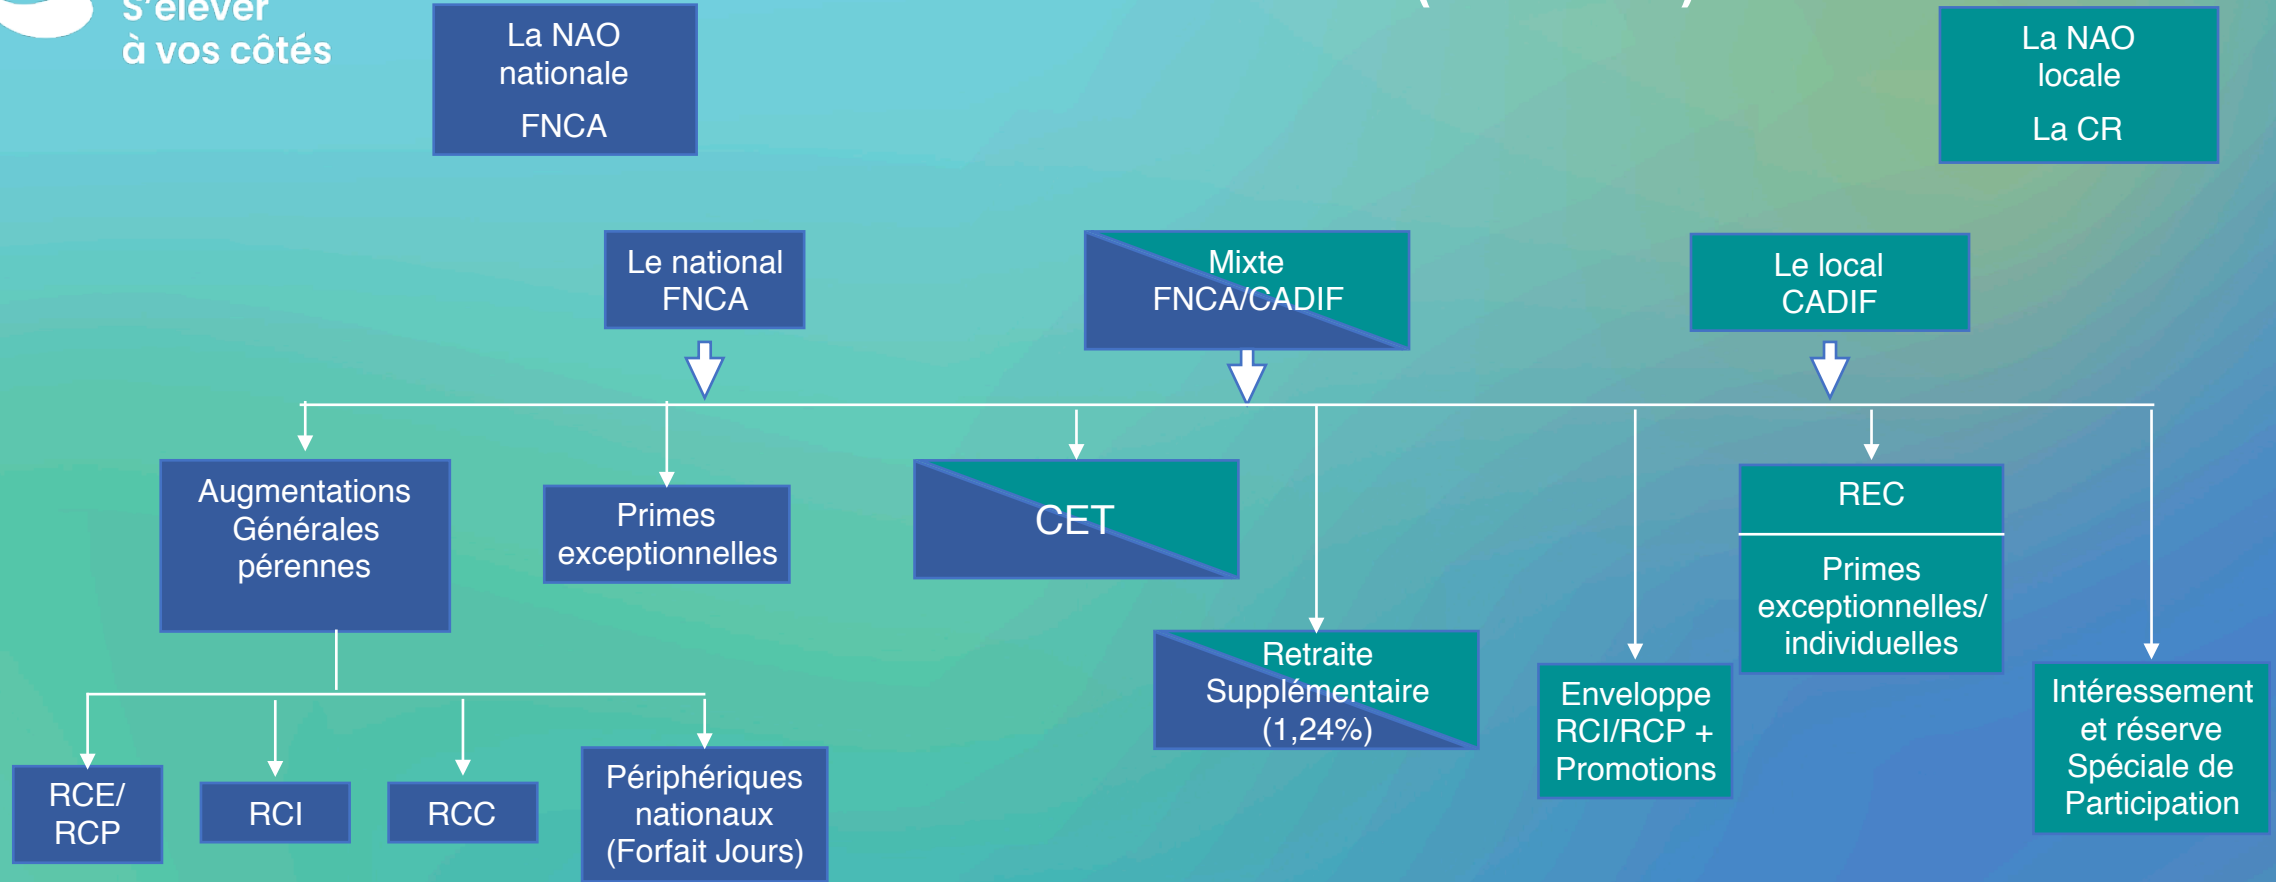 S'élever
à vos côtés
La NAO
nationale
FNCA
La NAO
locale
La CR
Le national
FNCA
Mixte
FNCA/CADIF
Le local
CADIF
Augmentations
Générales
pérennes
Primes
exceptionnelles
CET
Retraite
Supplémentaire
(1,24%)
Enveloppe
RCI/RCP +
Promotions
REC
Primes
exceptionnelles/
individuelles
Intéressement
et réserve
Spéciale de
Participation
RCE/
RCP
RCI
RCC
Périphériques
nationaux
(Forfait Jours)